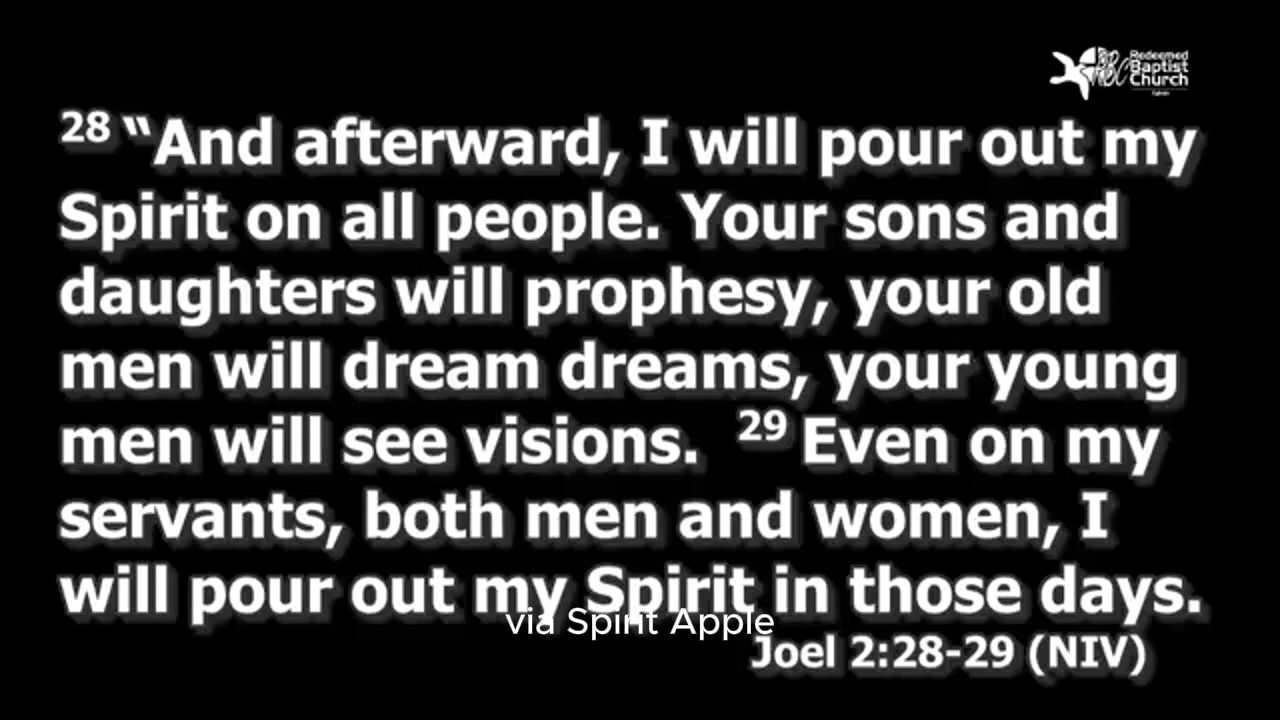 Redeemed
Baptist
Church
28 “And afterward, I will pour out my
Spirit on all people. Your sons and
daughters will prophesy, your old
men will dream dreams, your young
men will see visions. 29 Even on my
servants, both men and women, I
will pour out my Spirit in those days.
via Spirit Apple
Joel 2:28-29 (NIV)